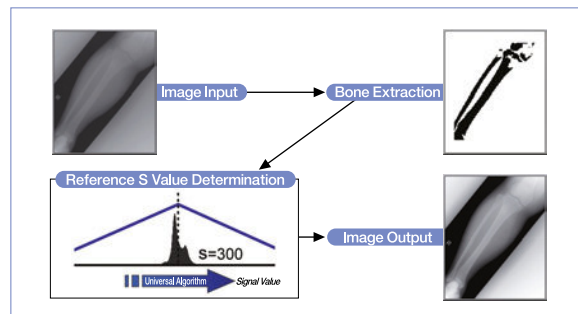 Image Input
Bone Extraction
Reference S Value Determination
S=300
Universal Algorithm
Signal Value
Image Output